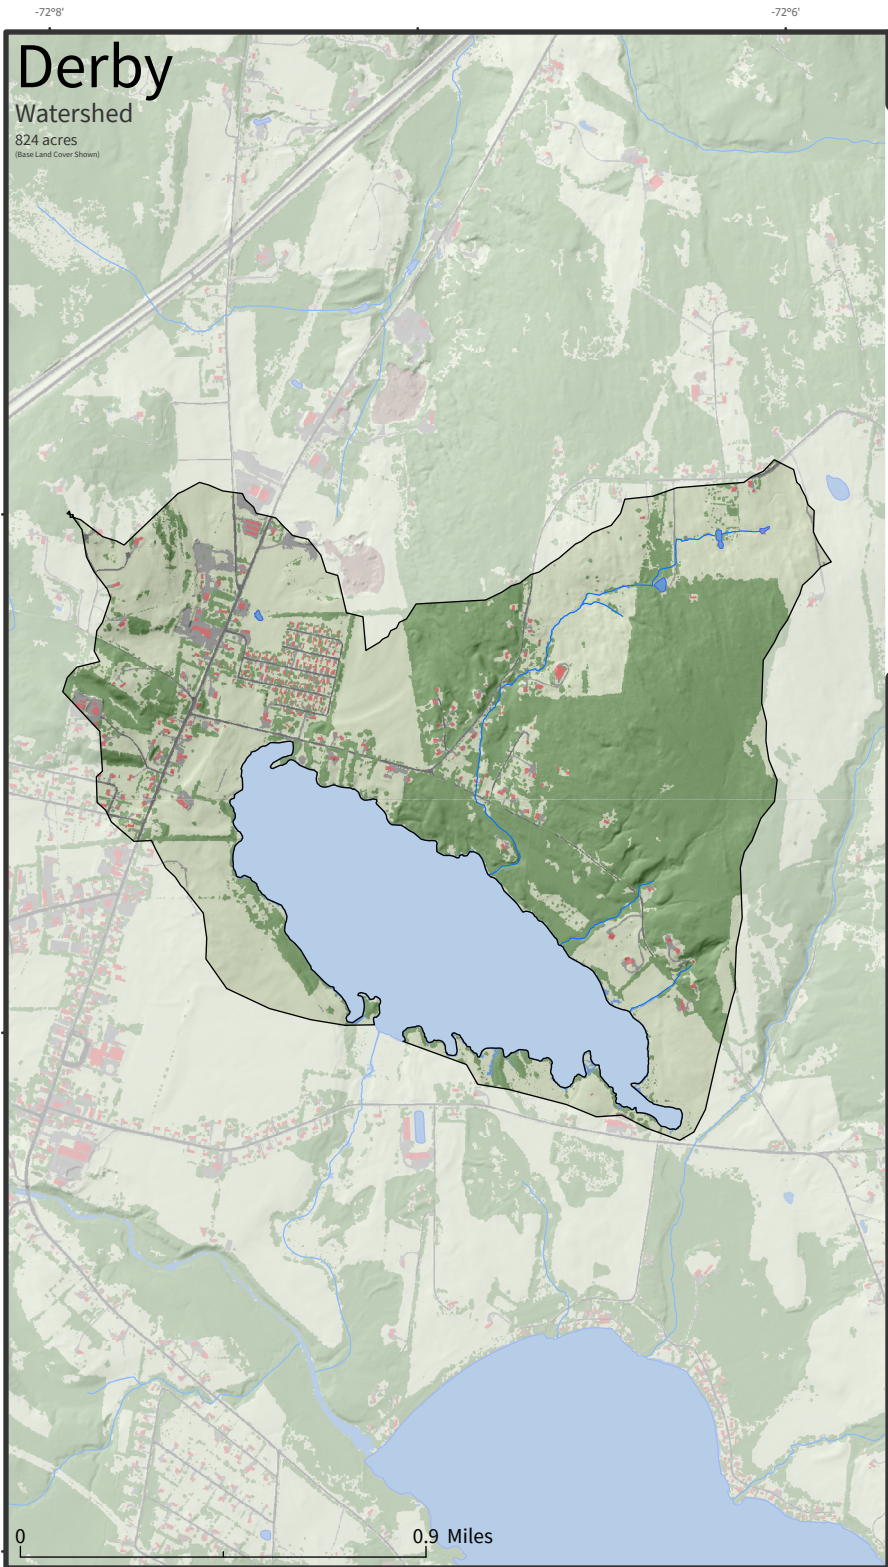 -72°8' -72°6'
Derby
Watershed
824 acres
(Base Land Cover Shown)
0 0.9 Miles